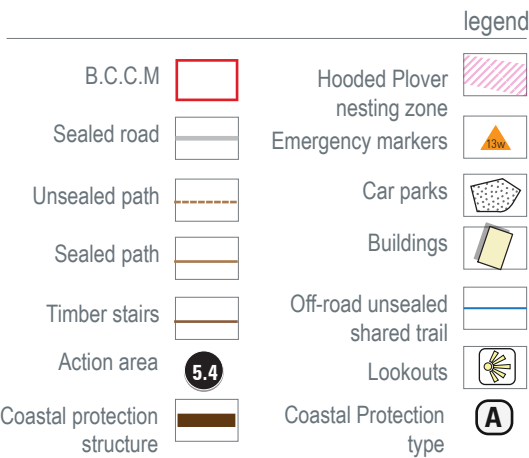 legend
B.C.C.M
Sealed road
Unsealed path
Sealed path
Timber stairs
Action area
5.4
Coastal protection
structure
Hooded Plover
nesting zone
Emergency markers
13w
Car parks
Buildings
Off-road unsealed
shared trail
Lookouts
Coastal Protection
type
A